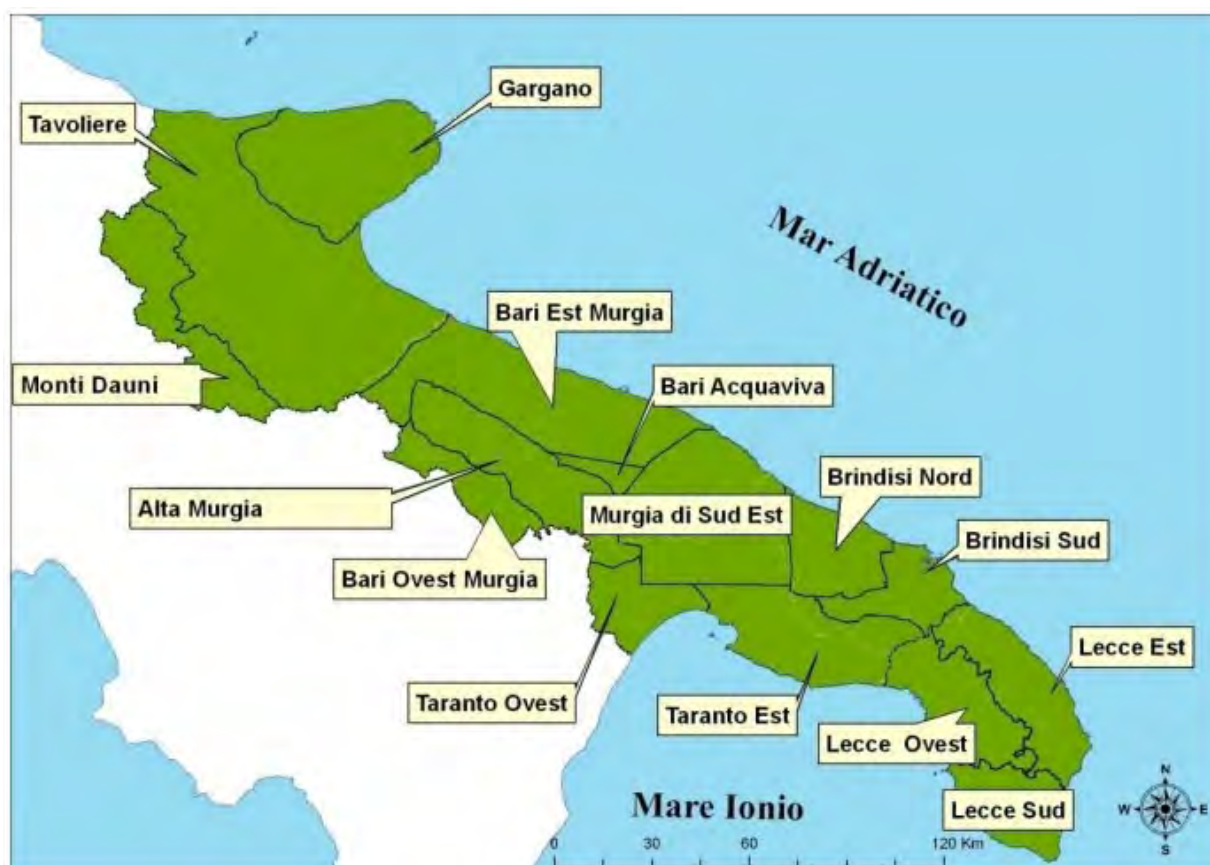 Gargano
Tavoliere
Mar Adriatico
Bari Est Murgia
Monti Dauni
Bari Acquaviva
Brindisi Nord
Alta Murgia
Murgia di Sud Est
Brindisi Sud
Bari Ovest Murgia
Lecce Est
Taranto Ovest
Taranto Est
Lecce Ovest
Mare Ionio
Lecce Sud
N
W
E
S
0 30 60 120 Km